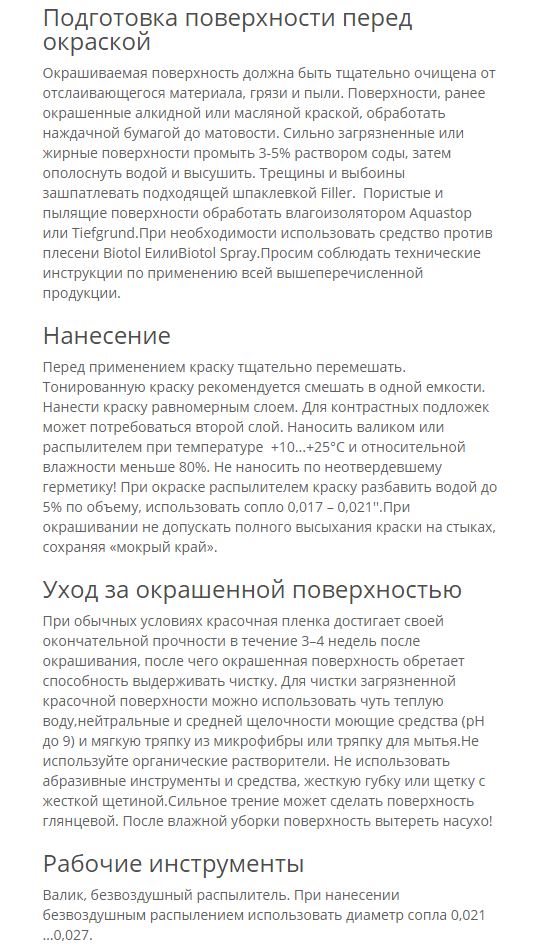 Подготовка поверхности перед
окраской
Окрашиваемая поверхность должна быть тщательно очищена от
отслаивающегося материала, грязи и пыли. Поверхности, ранее
окрашенные алкидной или масляной краской, обработать
наждачной бумагой до матовости. Сильно загрязненные или
жирные поверхности промыть 3-5% раствором соды, затем
ополоснуть водой и высушить. Трещины и выбоины
зашпатлевать подходящей шпаклевкой Filler.  Пористые и
пылящие поверхности обработать влагоизолятором Aquastop
или Tiefgrund.При необходимости использовать средство против
плесени Biotol EилиBiotol Spray.Просим соблюдать технические
инструкции по применению всей вышеперечисленной
продукции.
Нанесение
Перед применением краску тщательно перемешать.
Тонированную краску рекомендуется смешать в одной емкости.
Нанести краску равномерным слоем. Для контрастных подложек
может потребоваться второй слой. Наносить валиком или
распылителем при температуре  +10…+25°C и относительной
влажности меньше 80%. Не наносить по неотвердевшему
герметику! При окраске распылителем краску разбавить водой до
5% по объему, использовать сопло 0,017 – 0,021''.При
окрашивании не допускать полного высыхания краски на стыках,
сохраняя «мокрый край».
Уход за окрашенной поверхностью
При обычных условиях красочная пленка достигает своей
окончательной прочности в течение 3–4 недель после
окрашивания, после чего окрашенная поверхность обретает
способность выдерживать чистку. Для чистки загрязненной
красочной поверхности можно использовать чуть теплую
воду,нейтральные и средней щелочности моющие средства (pH
до 9) и мягкую тряпку из микрофибры или тряпку для мытья.Не
используйте органические растворители. Не использовать
абразивные инструменты и средства, жесткую губку или щетку с
жесткой щетиной.Сильное трение может сделать поверхность
глянцевой. После влажной уборки поверхность вытереть насухо!
Рабочие инструменты
Валик, безвоздушный распылитель. При нанесении
безвоздушным распылением использовать диаметр сопла 0,021
…0,027.